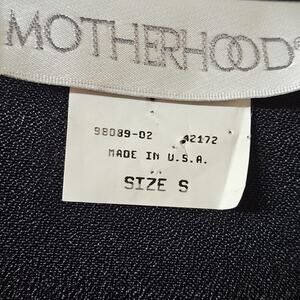 MOTHERHOOD®
98089-02 42172
MADE IN U.S.A.
SIZE S